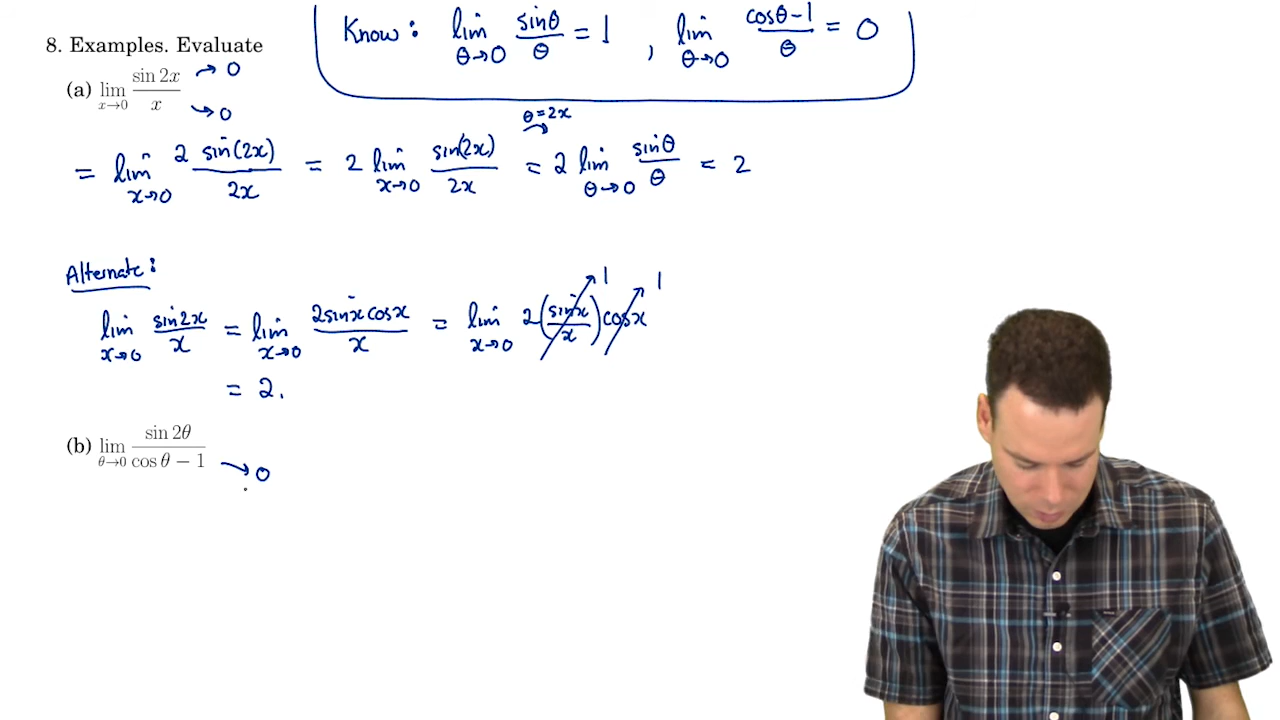 Know: lim θ→0 sinθ/θ = 1 , lim θ→0 cosθ-1/θ = 0
8. Examples. Evaluate
(a) lim x→0 sin 2x/x → 0 → 0
θ=2x
= lim x→0 2 sin(2x)/2x = 2 lim x→0 sin(2x)/2x = 2 lim θ→0 sinθ/θ = 2
Alternate:
lim x→0 sin2x/x = lim x→0 2sinx cosx/x = lim x→0 2(sinx/x)cosx 1 1
= 2.
(b) lim θ→0 sin 2θ/cos θ − 1 → 0